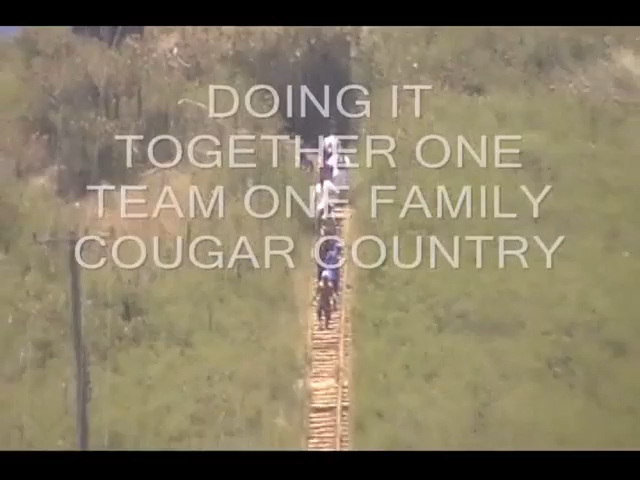 DOING IT
TOGETHER ONE
TEAM ONE FAMILY
COUGAR COUNTRY